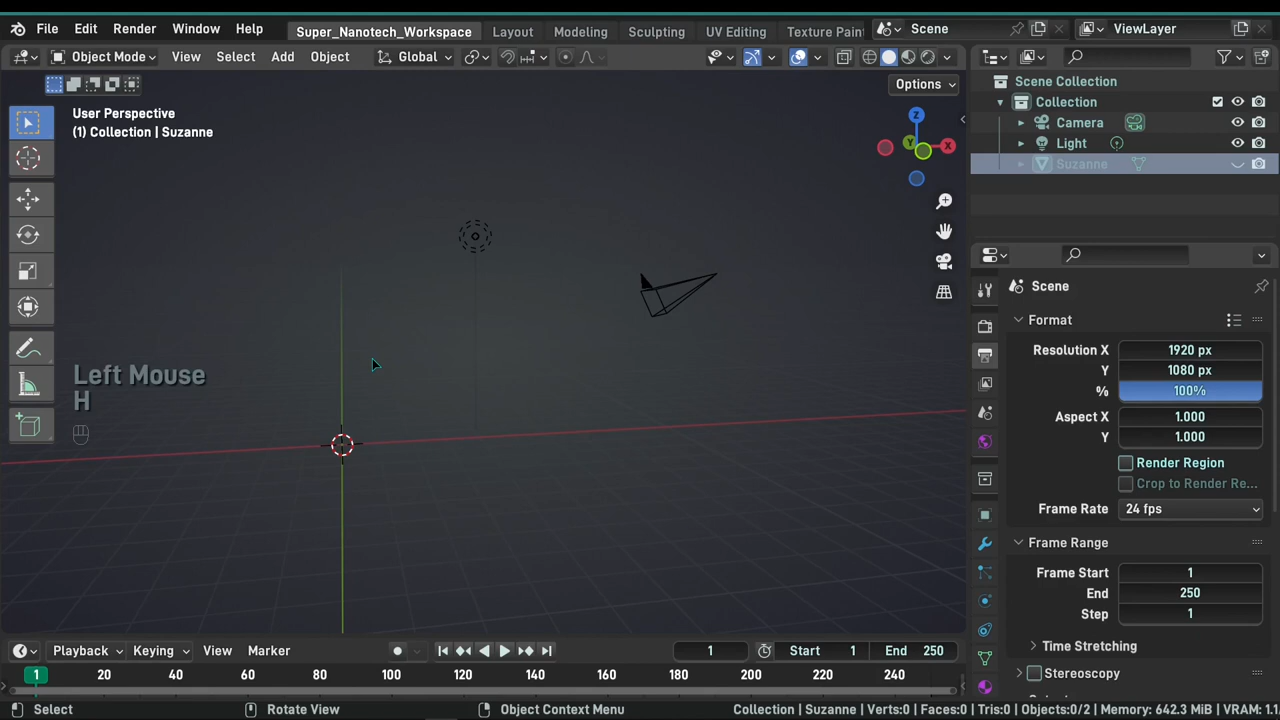 File Edit Render Window Help Super_Nanotech_Workspace Layout Modeling Sculpting UV Editing Texture Pain Scene ViewLayer
Object Mode View Select Add Object Global
Options
User Perspective
(1) Collection | Suzanne
Z
Y
X
Scene Collection
Collection
Camera
Light
Suzanne
Left Mouse
H
Scene
Format
Resolution X 1920 px
Y 1080 px
% 100%
Aspect X 1.000
Y 1.000
Render Region
Crop to Render Re...
Frame Rate 24 fps
Frame Range
Frame Start 1
End 250
Step 1
Time Stretching
Stereoscopy
Playback Keying View Marker 1 Start 1 End 250
1 20 40 60 80 100 120 140 160 180 200 220 240
Select Rotate View Object Context Menu Collection | Suzanne | Verts:0 | Faces:0 | Tris:0 | Objects:0/2 | Memory: 642.3 MiB | VRAM: 1.1